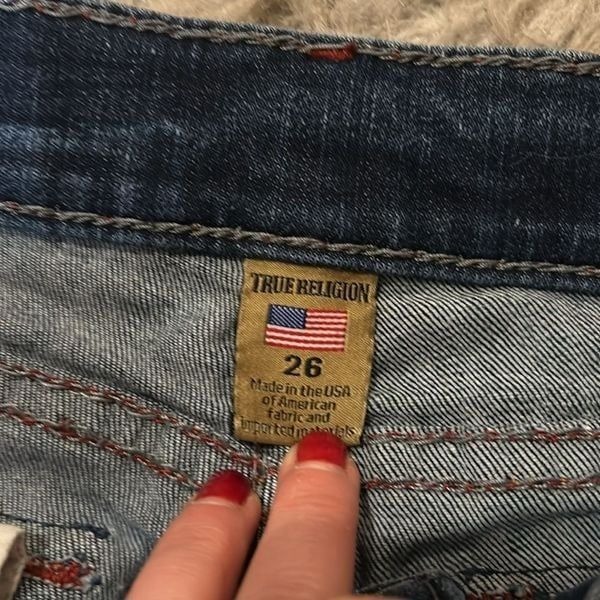 TRUE RELIGION
26
Made in the USA
of American
fabric and
imported materials